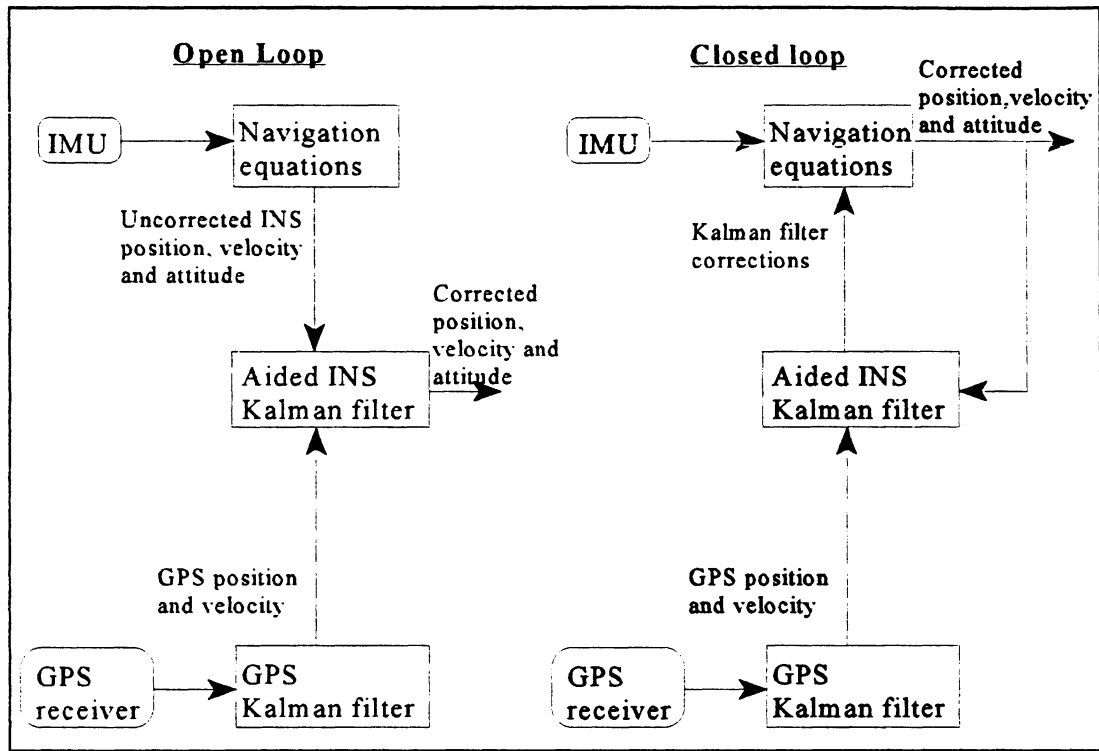 Open Loop
IMU
Navigation
equations
Uncorrected INS
position, velocity
and attitude
Corrected
position,
velocity and
attitude
Aided INS
Kalman filter
GPS position
and velocity
GPS
receiver
GPS
Kalman filter
Closed loop
Corrected
position,velocity
and attitude
IMU
Navigation
equations
Kalman filter
corrections
Aided INS
Kalman filter
GPS position
and velocity
GPS
receiver
GPS
Kalman filter